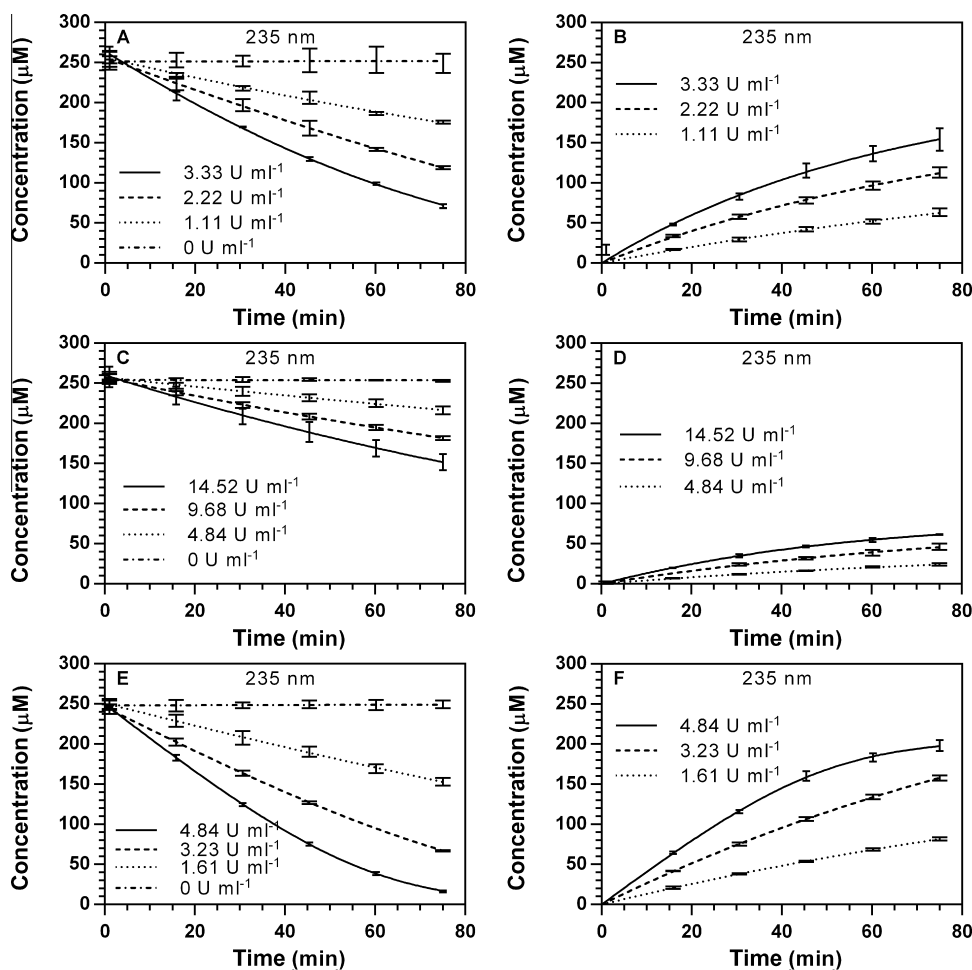 A 235 nm
Concentration (µM)
300
250
200
150
100
50
0
3.33 U ml-1
2.22 U ml-1
1.11 U ml-1
0 U ml-1
0 20 40 60 80
Time (min)
B 235 nm
Concentration (µM)
300
250
200
150
100
50
0
3.33 U ml-1
2.22 U ml-1
1.11 U ml-1
0 20 40 60 80
Time (min)
C 235 nm
Concentration (µM)
300
250
200
150
100
50
0
14.52 U ml-1
9.68 U ml-1
4.84 U ml-1
0 U ml-1
0 20 40 60 80
Time (min)
D 235 nm
Concentration (µM)
300
250
200
150
100
50
0
14.52 U ml-1
9.68 U ml-1
4.84 U ml-1
0 20 40 60 80
Time (min)
E 235 nm
Concentration (µM)
300
250
200
150
100
50
0
4.84 U ml-1
3.23 U ml-1
1.61 U ml-1
0 U ml-1
0 20 40 60 80
Time (min)
F 235 nm
Concentration (µM)
300
250
200
150
100
50
0
4.84 U ml-1
3.23 U ml-1
1.61 U ml-1
0 20 40 60 80
Time (min)